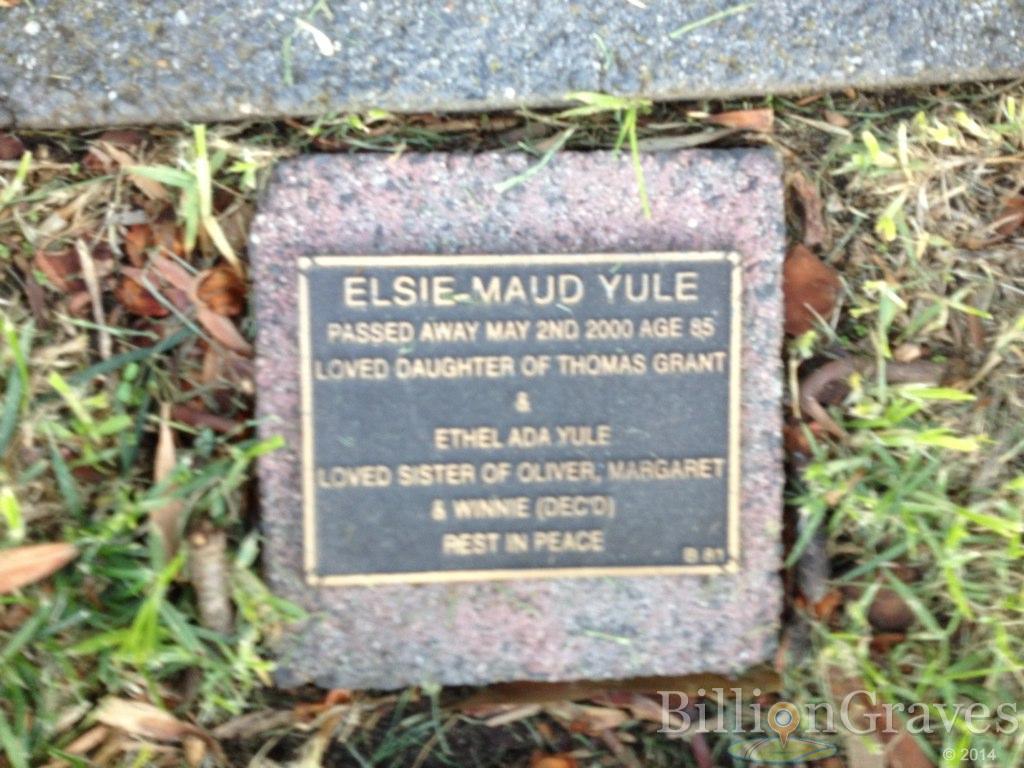 ELSIE MAUD YULE
PASSED AWAY MAY 2ND 2000 AGE 85
LOVED DAUGHTER OF THOMAS GRANT
&
ETHEL ADA YULE
LOVED SISTER OF OLIVER, MARGARET
& WINNIE (DEC'D)
REST IN PEACE
B 81
BillionGraves
© 2014